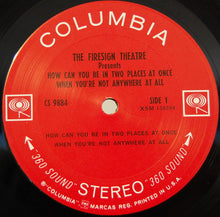 COLUMBIA
THE FIRESIGN THEATRE
Presents
HOW CAN YOU BE IN TWO PLACES AT ONCE
WHEN YOU'RE NOT ANYWHERE AT ALL
CS 9884
SIDE 1
XSM
HOW CAN YOU BE IN TWO PLACES AT ONCE
WHEN YOU'RE NOT ANYWHERE AT ALL
360 SOUND STEREO 360 SOUND
® "COLUMBIA", MARCAS REG. PRINTED IN U.S.A.